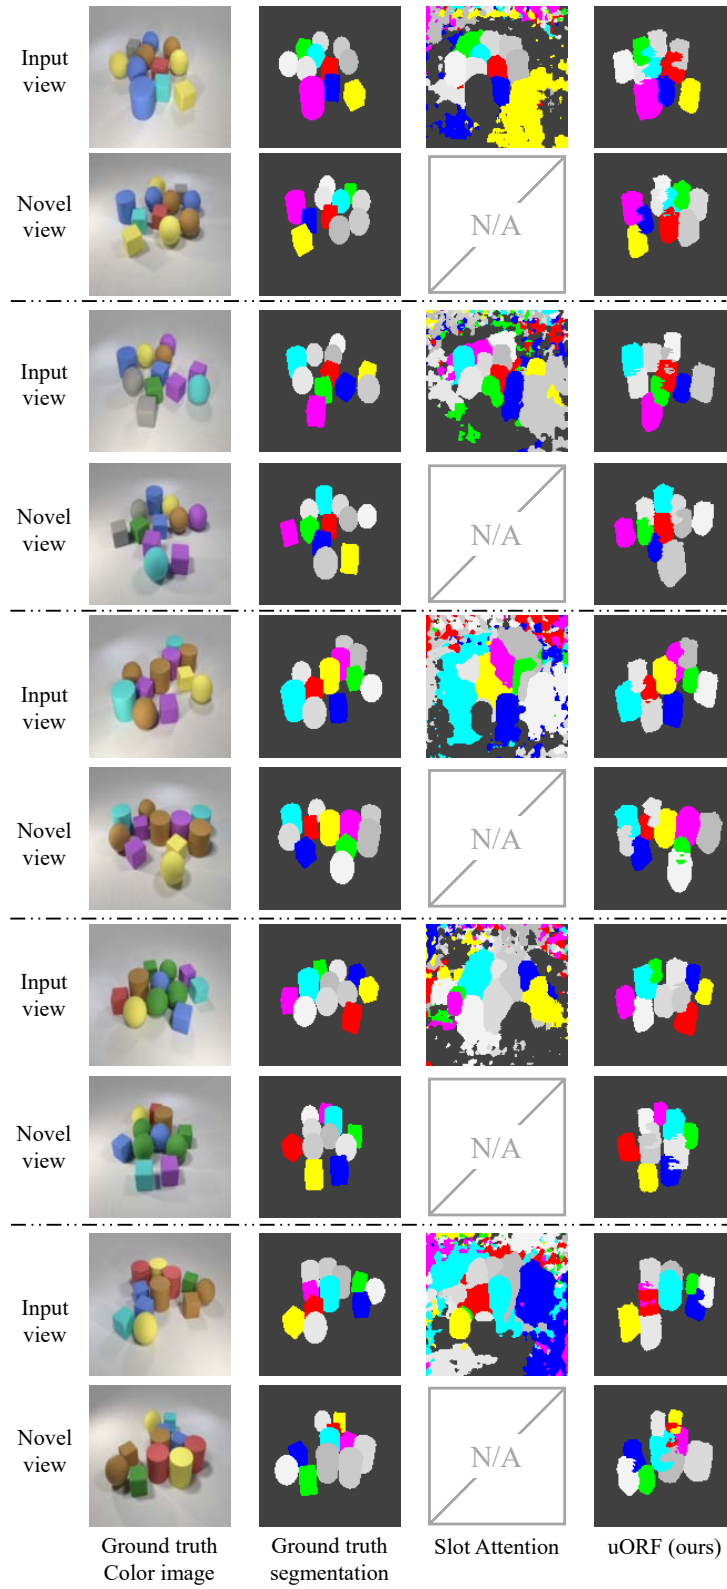 Input
view
Novel
view
N/A
Input
view
Novel
view
N/A
Input
view
Novel
view
N/A
Input
view
Novel
view
N/A
Input
view
Novel
view
N/A
Ground truth
Color image
Ground truth
segmentation
Slot Attention
uORF (ours)